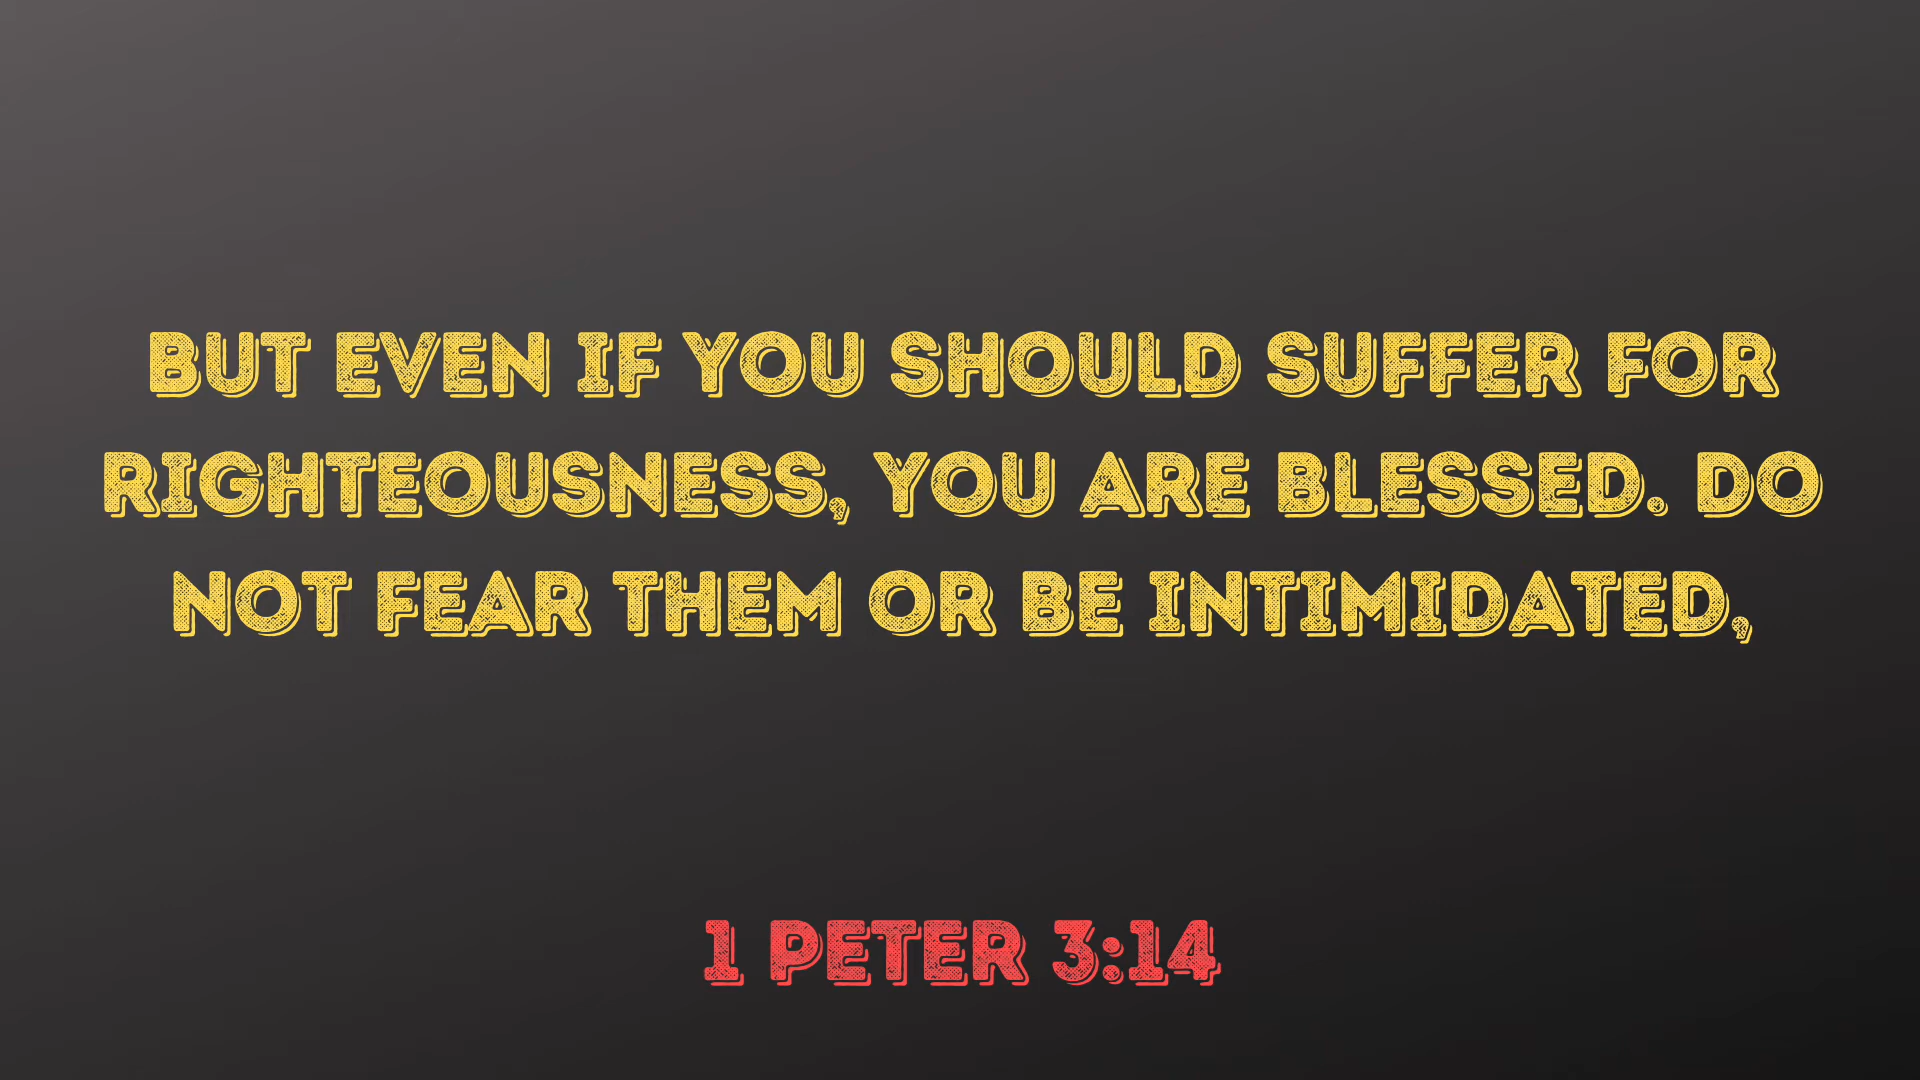 BUT EVEN IF YOU SHOULD SUFFER FOR
RIGHTEOUSNESS, YOU ARE BLESSED. DO
NOT FEAR THEM OR BE INTIMIDATED,
1 PETER 3:14